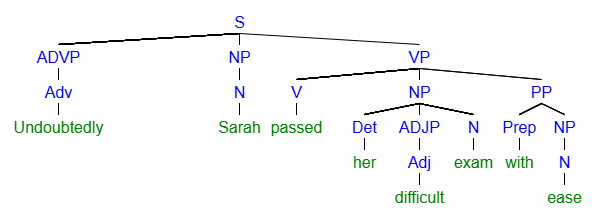 S
ADVP NP VP
Adv N V NP PP
Undoubtedly Sarah passed Det ADJP N Prep NP
her Adj exam with N
difficult ease